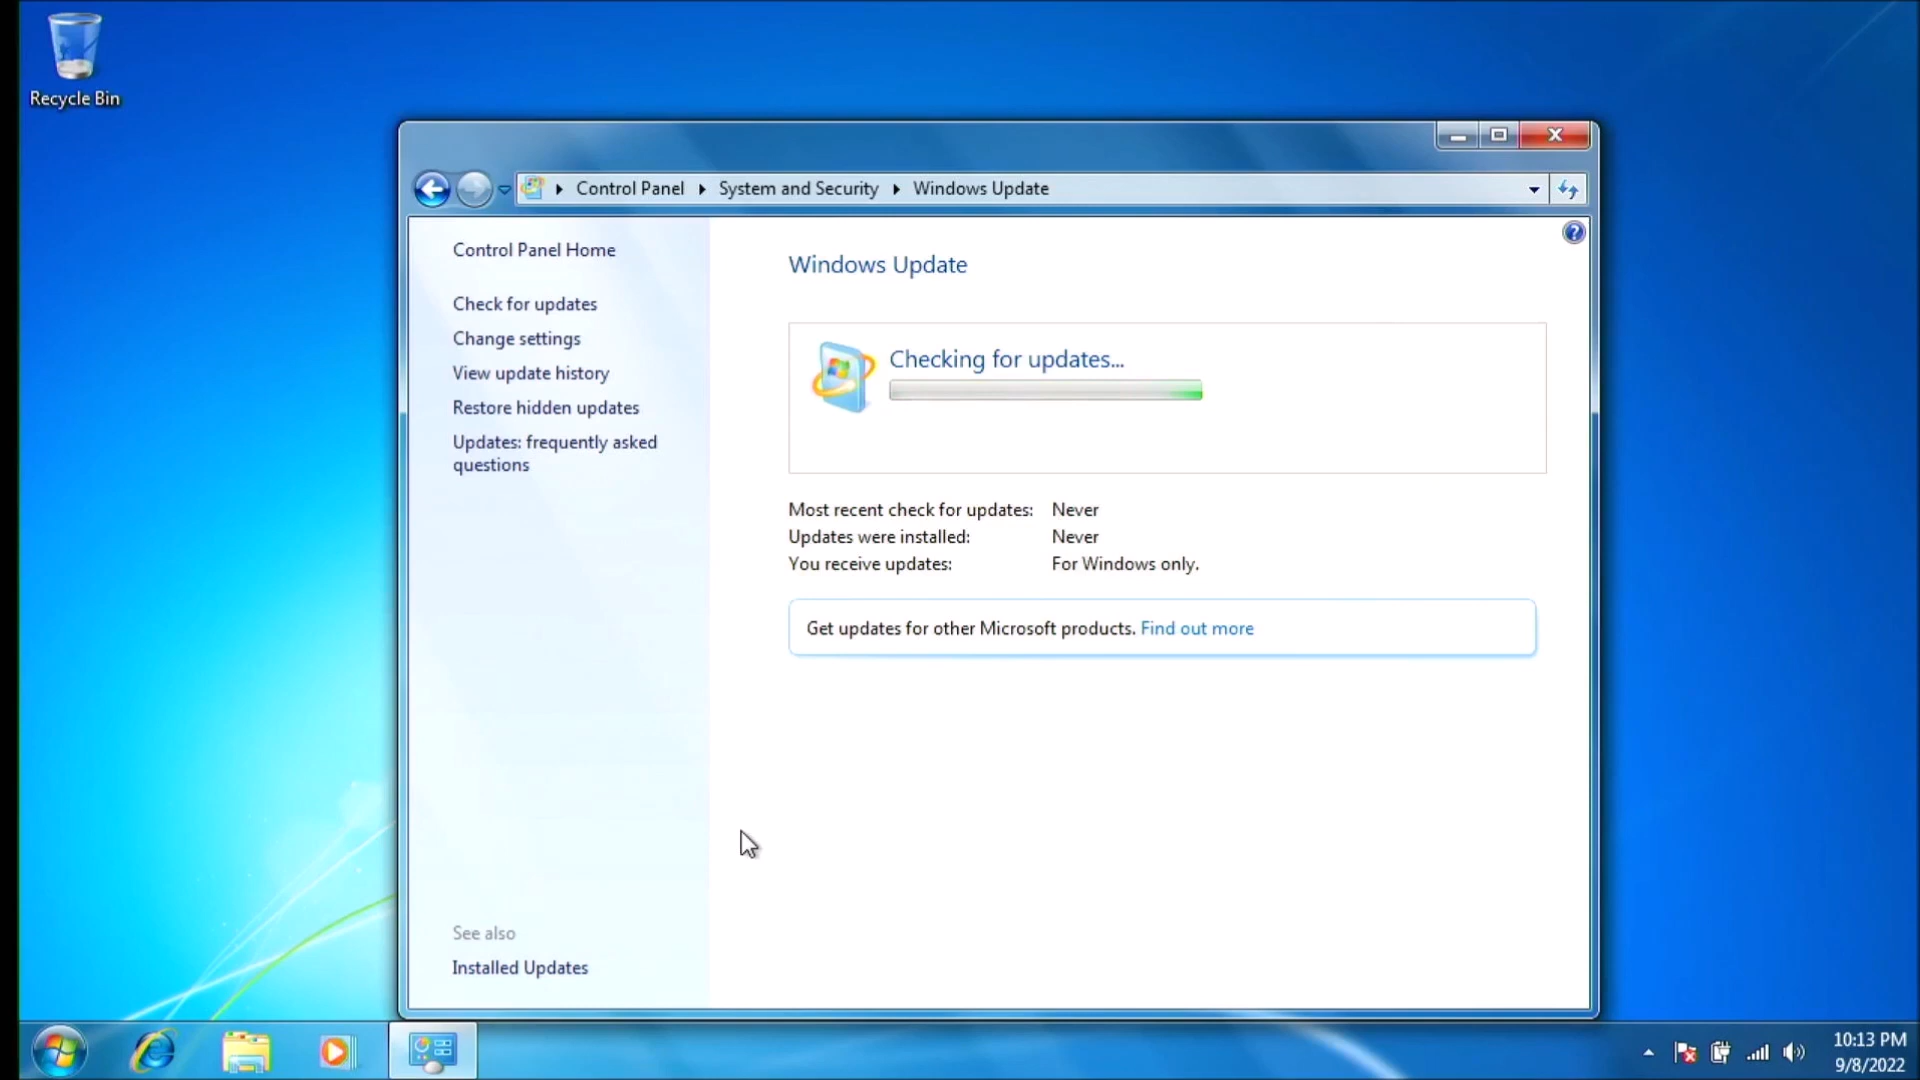 Recycle Bin
Control Panel
System and Security
Windows Update
Control Panel Home
Check for updates
Change settings
View update history
Restore hidden updates
Updates: frequently asked
questions
See also
Installed Updates
Windows Update
Checking for updates...
Most recent check for updates: Never
Updates were installed: Never
You receive updates: For Windows only.
Get updates for other Microsoft products. Find out more
10:13 PM
9/8/2022